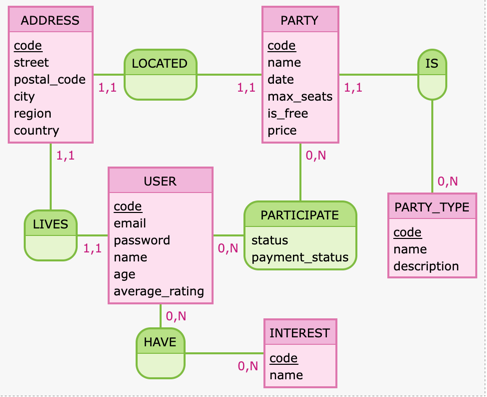 ADDRESS
code
street
postal_code
city
region
country
LOCATED
1,1
1,1
PARTY
code
name
date
max_seats
is_free
price
1,1
IS
0,N
PARTY_TYPE
code
name
description
1,1
LIVES
1,1
USER
code
email
password
name
age
average_rating
0,N
0,N
PARTICIPATE
status
payment_status
0,N
HAVE
0,N
INTEREST
code
name